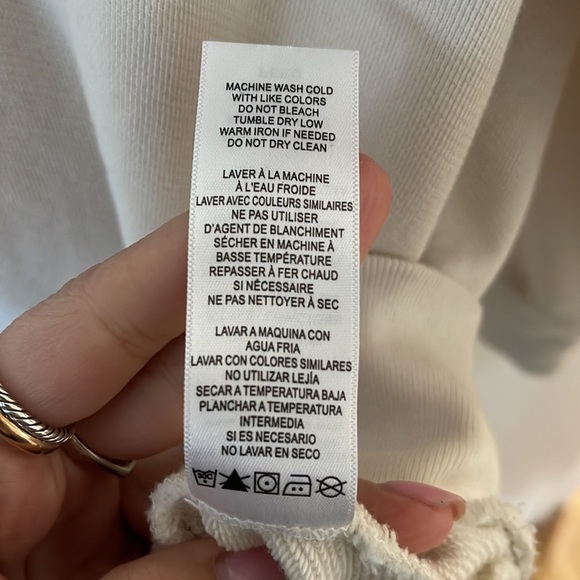 MACHINE WASH COLD
WITH LIKE COLORS
DO NOT BLEACH
TUMBLE DRY LOW
WARM IRON IF NEEDED
DO NOT DRY CLEAN
LAVER À LA MACHINE
À L'EAU FROIDE
LAVER AVEC COULEURS SIMILAIRES
NE PAS UTILISER
D'AGENT DE BLANCHIMENT
SÉCHER EN MACHINE À
BASSE TEMPÉRATURE
REPASSER À FER CHAUD
SI NÉCESSAIRE
NE PAS NETTOYER À SEC
LAVAR A MAQUINA CON
AGUA FRIA
LAVAR CON COLORES SIMILARES
NO UTILIZAR LEJÍA
SECAR A TEMPERATURA BAJA
PLANCHAR A TEMPERATURA
INTERMEDIA
SI ES NECESARIO
NO LAVAR EN SECO
30C